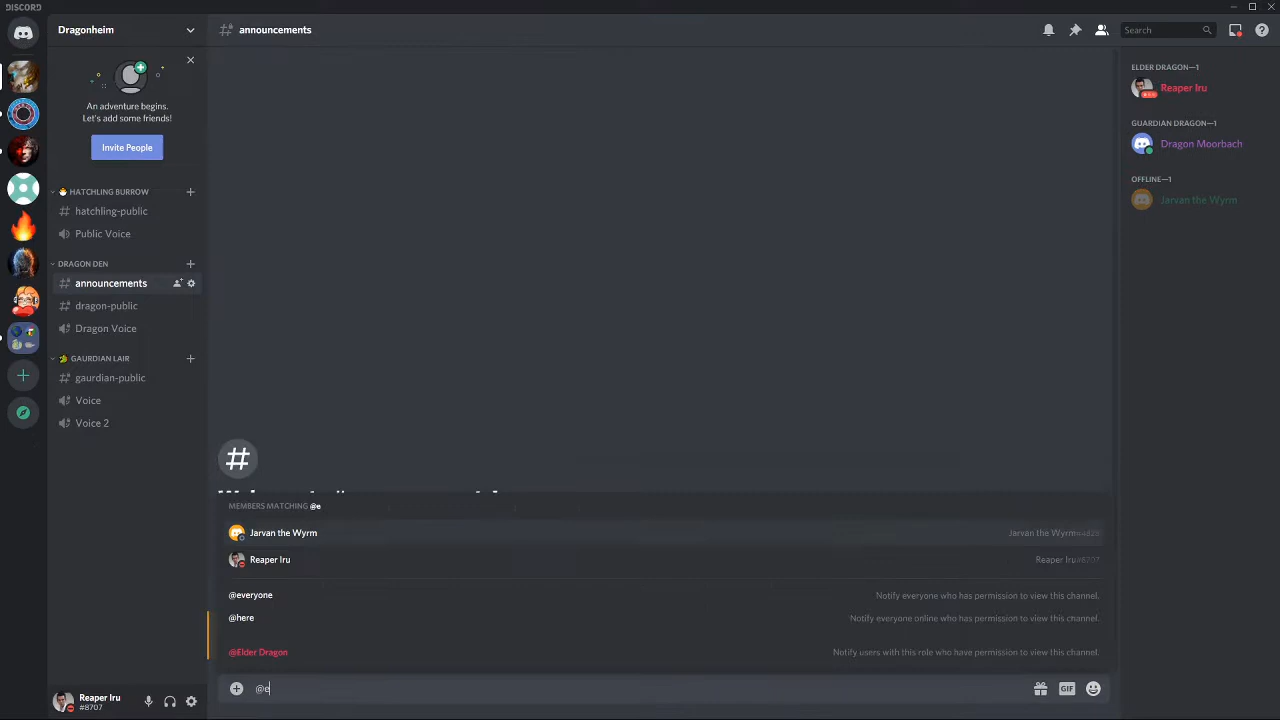 DISCORD
Dragonheim
announcements
Search
An adventure begins.
Let's add some friends!
Invite People
HATCHLING BURROW
hatchling-public
Public Voice
DRAGON DEN
announcements
dragon-public
Dragon Voice
GAURDIAN LAIR
gaurdian-public
Voice
Voice 2
Reaper Iru
#8707
MEMBERS MATCHING @e
Jarvan the Wyrm
Reaper Iru Reaper Iru#8707
@everyone Notify everyone who has permission to view this channel.
@here Notify everyone online who has permission to view this channel.
@Elder Dragon Notify users with this role who have permission to view this channel.
@e
GIF
ELDER DRAGON—1
Reaper Iru
GUARDIAN DRAGON—1
Dragon Moorbach
OFFLINE—1
Jarvan the Wyrm